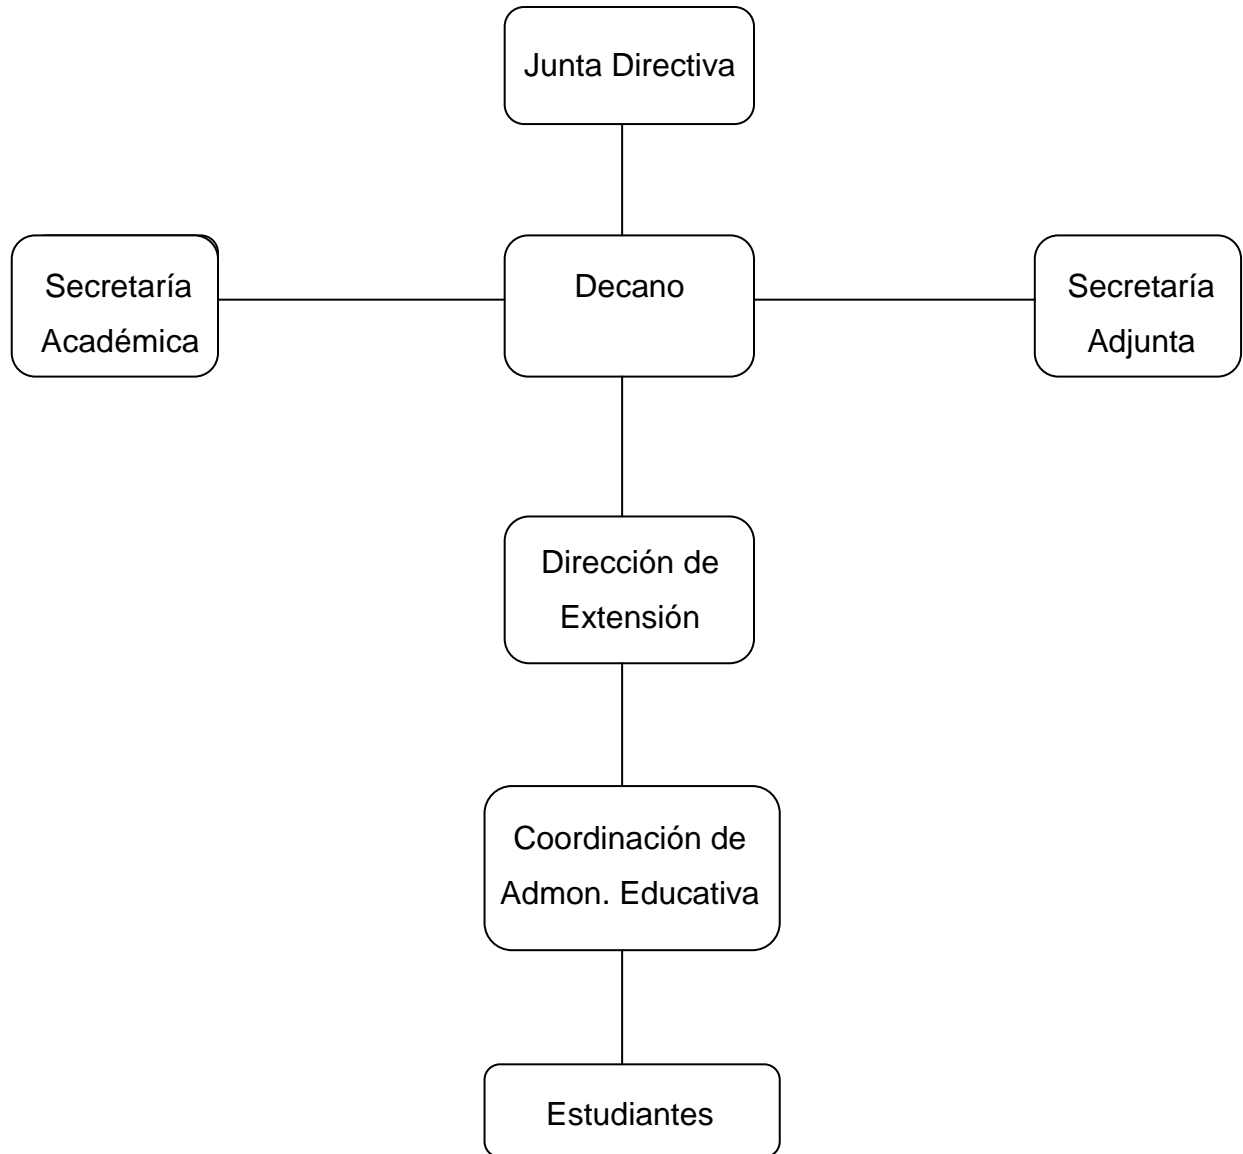 Junta Directiva
Secretaría
Académica
Decano
Secretaría
Adjunta
Dirección de
Extensión
Coordinación de
Admon. Educativa
Estudiantes